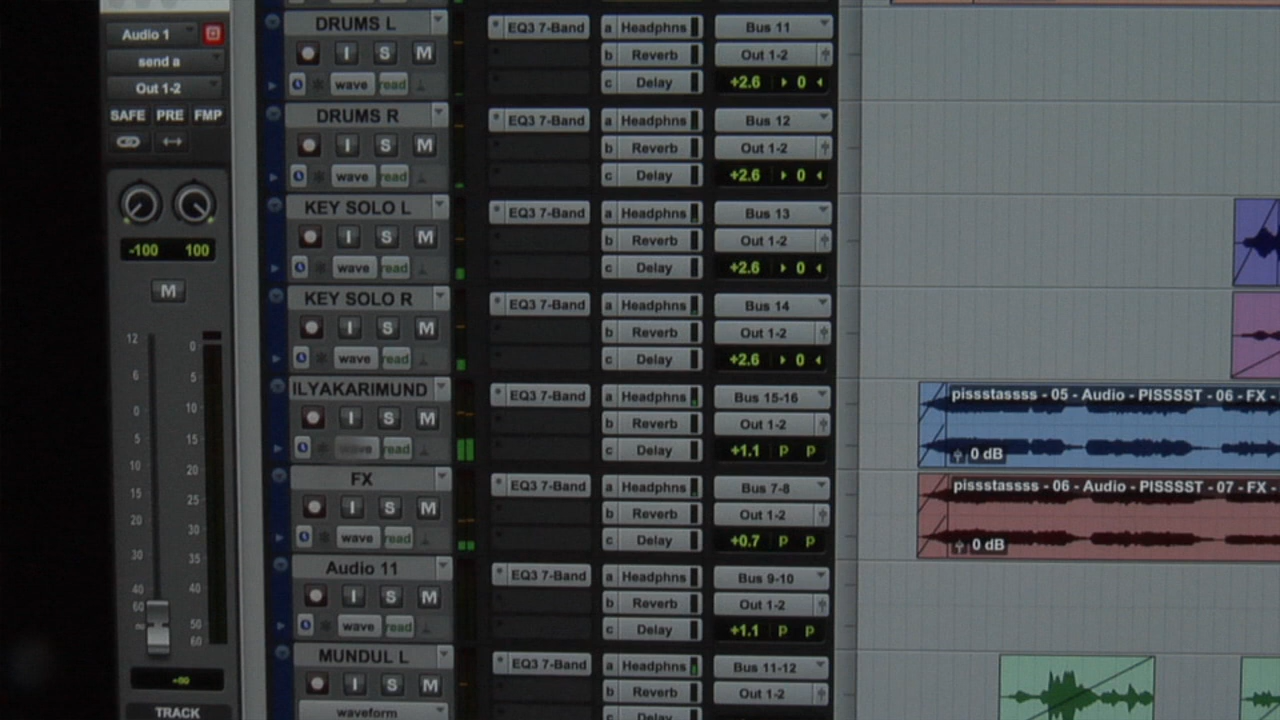 Audio 1
send a
Out 1-2
SAFE PRE FMP
-100 100
M
12
6
0
5
10
15
20
30
40
60
∞
0
5
10
15
20
25
30
35
40
50
60
-∞
TRACK
DRUMS L
I S M
wave read
EQ3 7-Band
a Headphns
b Reverb
c Delay
Bus 11
Out 1-2
+2.6 0
DRUMS R
I S M
wave read
EQ3 7-Band
a Headphns
b Reverb
c Delay
Bus 12
Out 1-2
+2.6 0
KEY SOLO L
I S M
wave read
EQ3 7-Band
a Headphns
b Reverb
c Delay
Bus 13
Out 1-2
+2.6 0
KEY SOLO R
I S M
wave read
EQ3 7-Band
a Headphns
b Reverb
c Delay
Bus 14
Out 1-2
+2.6 0
ILYAKARIMUND
I S M
wave read
EQ3 7-Band
a Headphns
b Reverb
c Delay
Bus 15-16
Out 1-2
+1.1 P P
pissstassss - 05 - Audio - PISSSST - 06 - FX -
0 dB
FX
I S M
wave read
EQ3 7-Band
a Headphns
b Reverb
c Delay
Bus 7-8
Out 1-2
+0.7 P P
pissstassss - 06 - Audio - PISSSST - 07 - FX -
0 dB
Audio 11
I S M
wave read
EQ3 7-Band
a Headphns
b Reverb
c Delay
Bus 9-10
Out 1-2
+1.1 P P
MUNDUL L
I S M
waveform
EQ3 7-Band
a Headphns
b Reverb
c Delay
Bus 11-12
Out 1-2